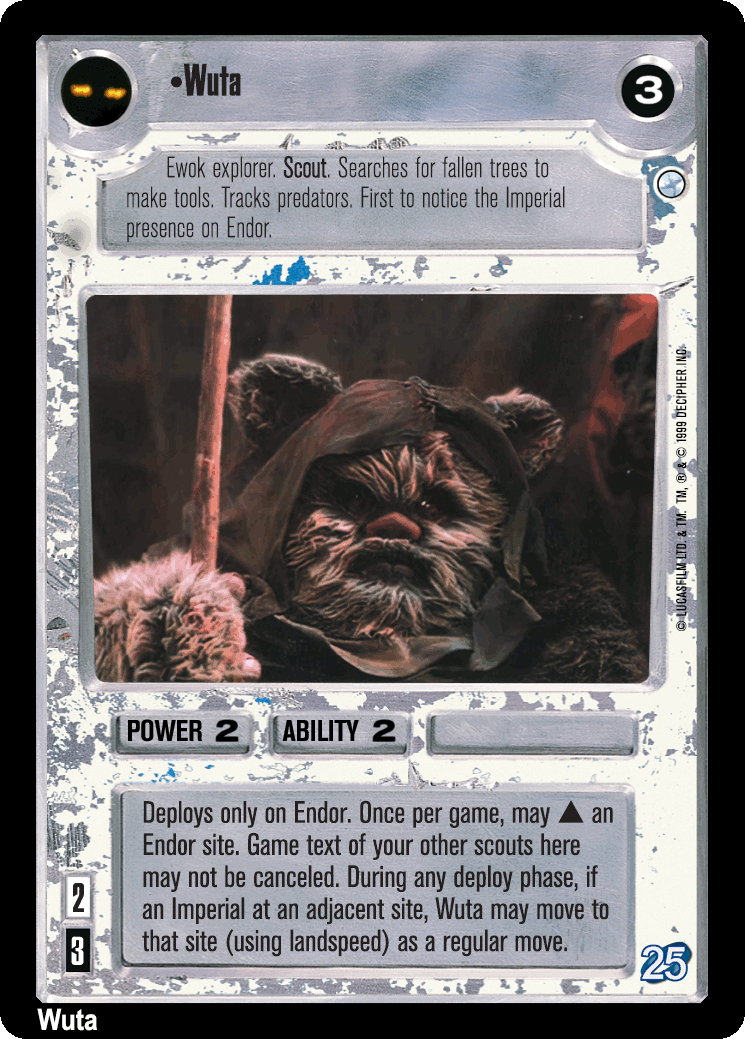 •Wuta
3
Ewok explorer. Scout. Searches for fallen trees to
make tools. Tracks predators. First to notice the Imperial
presence on Endor.
© LUCASFILM LTD. & TM. TM, ® & © 1999 DECIPHER INC.
POWER 2
ABILITY 2
Deploys only on Endor. Once per game, may ▲ an
Endor site. Game text of your other scouts here
may not be canceled. During any deploy phase, if
an Imperial at an adjacent site, Wuta may move to
that site (using landspeed) as a regular move.
2
3
25
Wuta